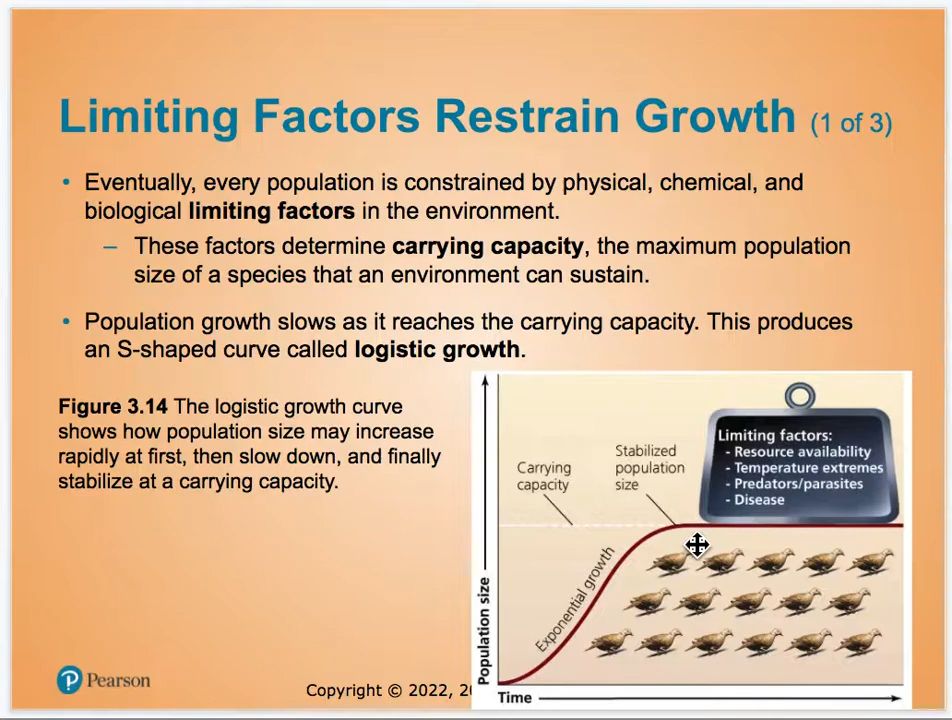 Limiting Factors Restrain Growth (1 of 3)
• Eventually, every population is constrained by physical, chemical, and
biological limiting factors in the environment.
– These factors determine carrying capacity, the maximum population
size of a species that an environment can sustain.
• Population growth slows as it reaches the carrying capacity. This produces
an S-shaped curve called logistic growth.
Figure 3.14 The logistic growth curve
shows how population size may increase
rapidly at first, then slow down, and finally
stabilize at a carrying capacity.
Population size
Carrying
capacity
Stabilized
population
size
Limiting factors:
- Resource availability
- Temperature extremes
- Predators/parasites
- Disease
Exponential growth
Time
Pearson
Copyright © 2022,